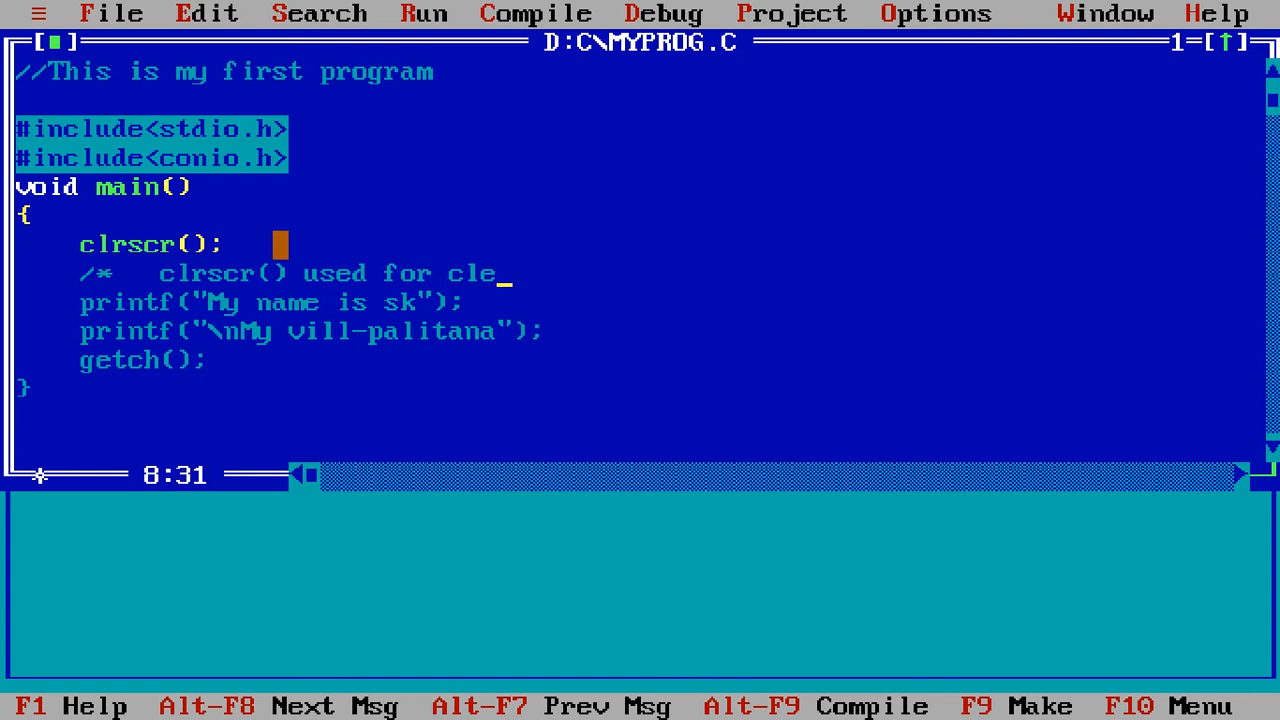 ≡ File Edit Search Run Compile Debug Project Options Window Help
[■] D:C\MYPROG.C 1=[↑]
//This is my first program
#include<stdio.h>
#include<conio.h>
void main()
{
clrscr();
/* clrscr() used for cle_
printf("My name is sk");
printf("\nMy vill-palitana");
getch();
}
8:31
F1 Help Alt-F8 Next Msg Alt-F7 Prev Msg Alt-F9 Compile F9 Make F10 Menu